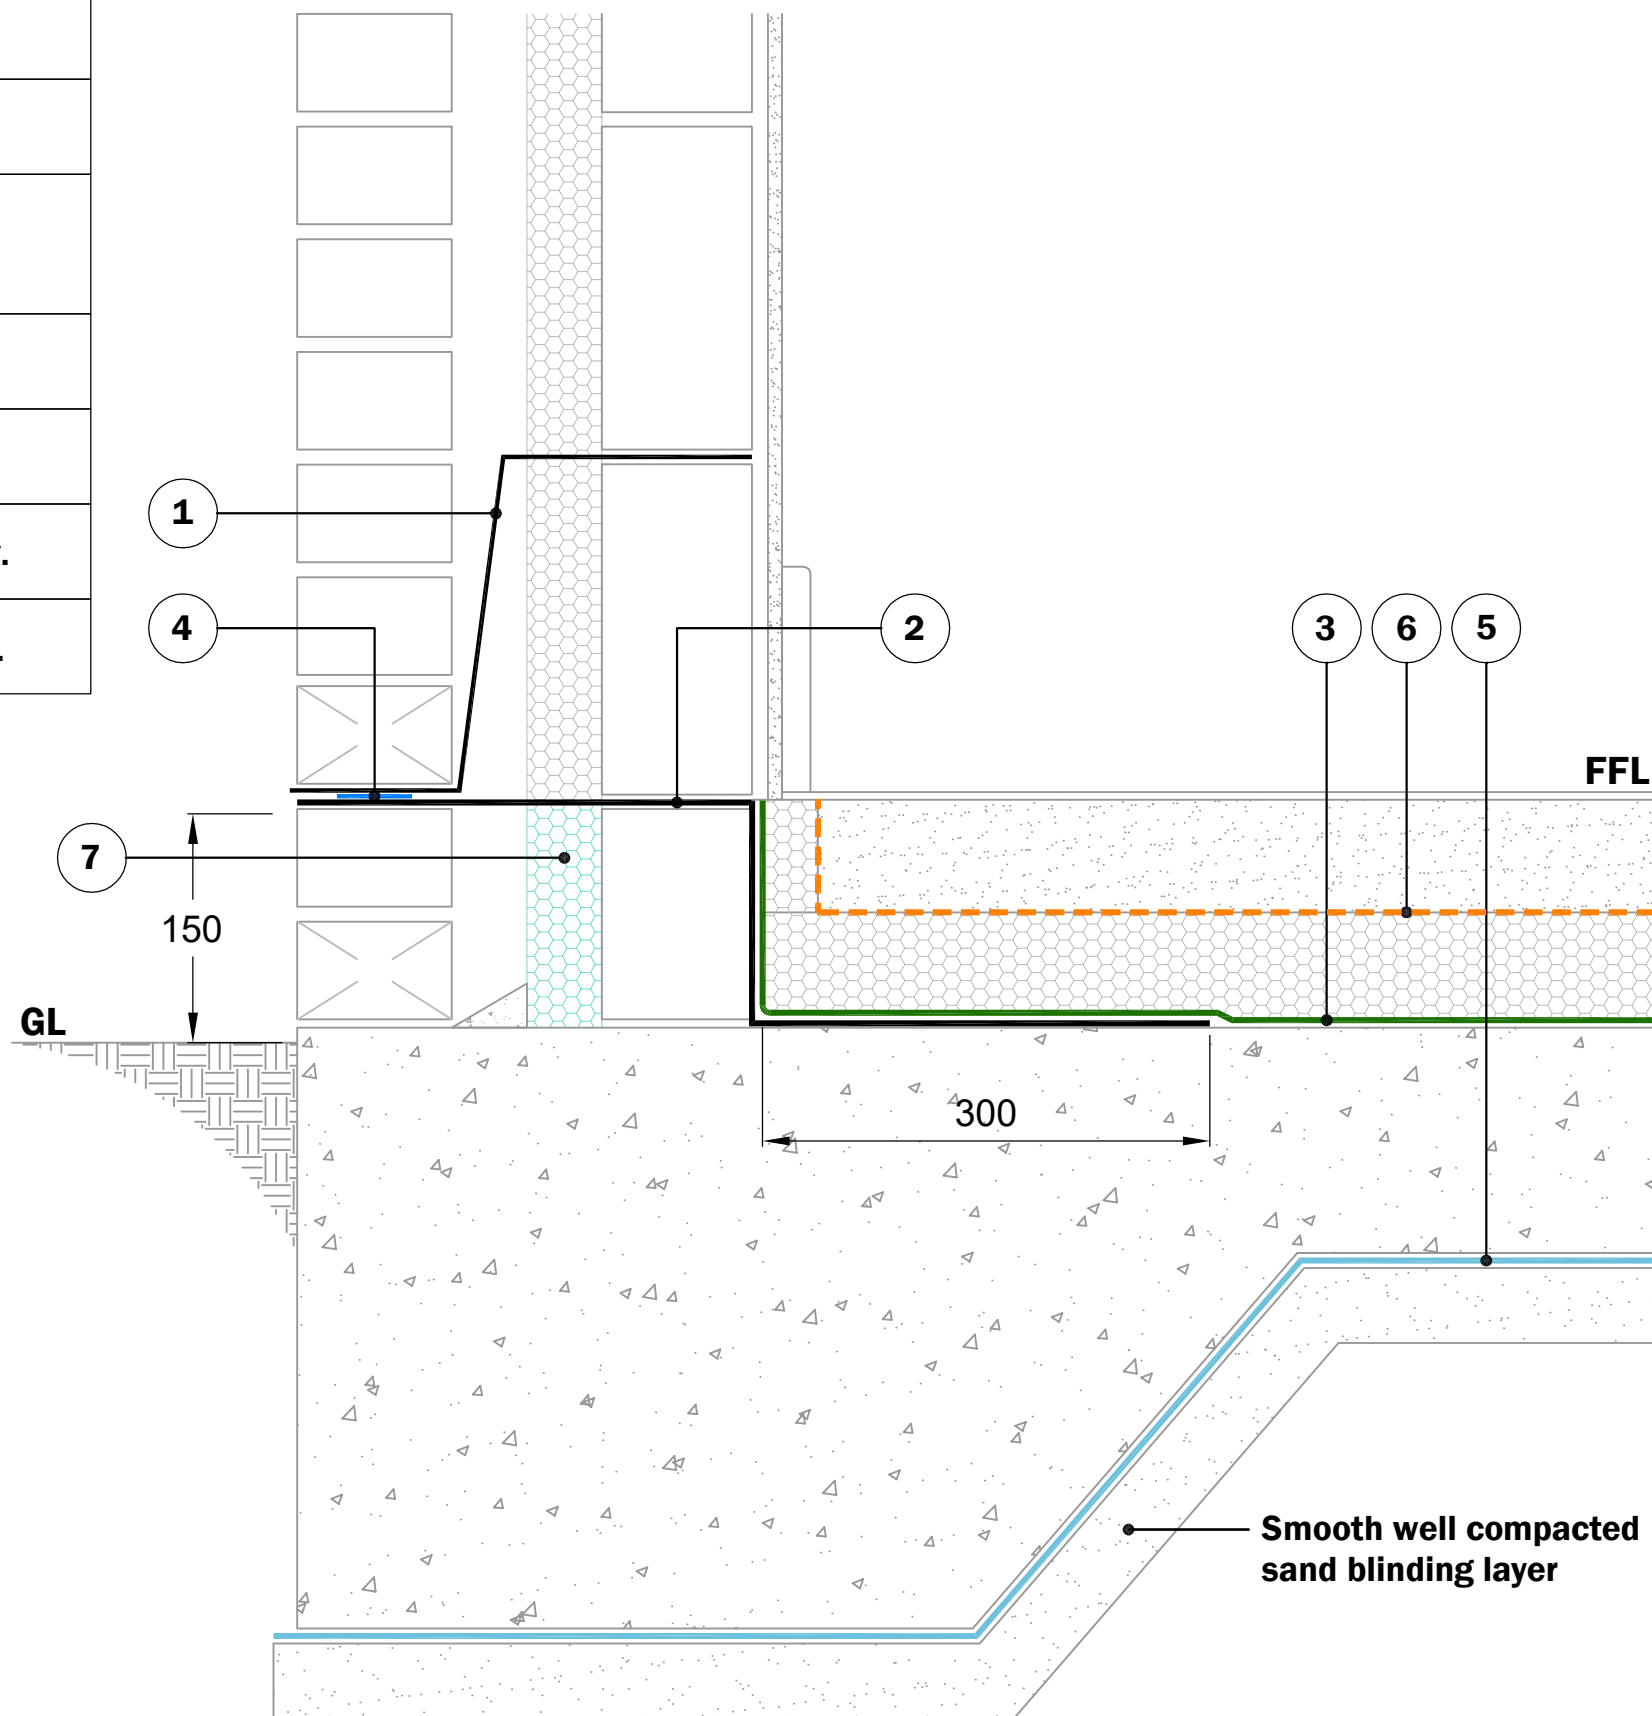 .
1
4
2
3
6
5
.
FFL
7
150
GL
300
Smooth well compacted
sand blinding layer